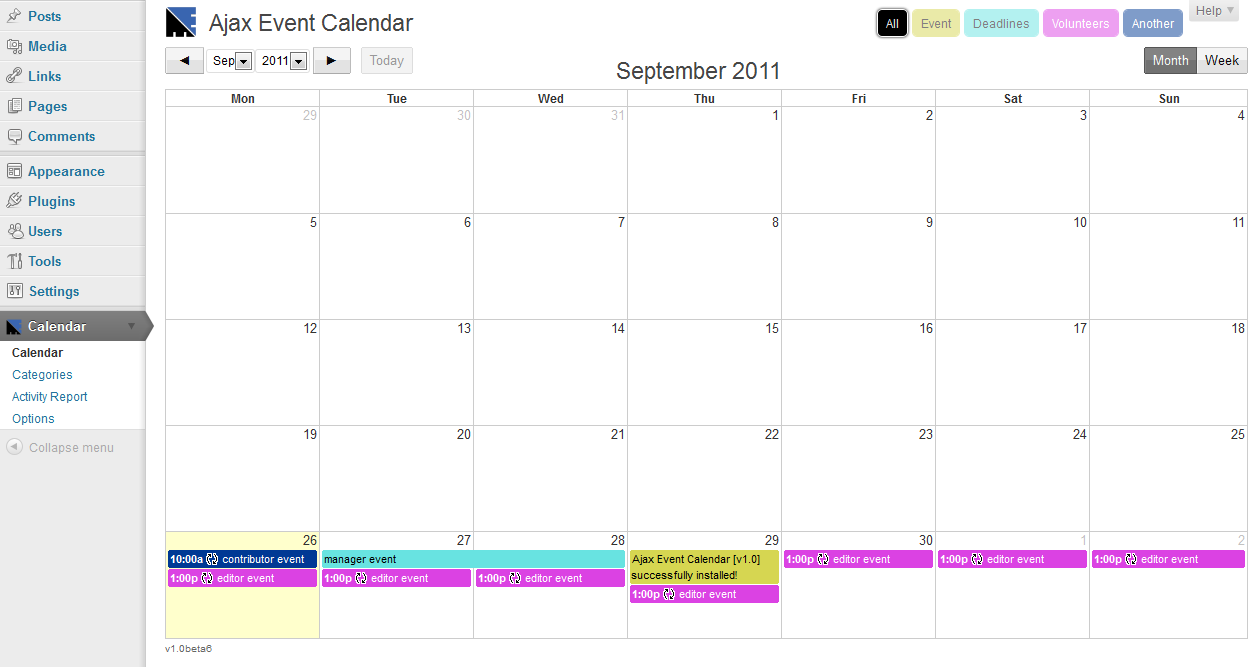 Posts
Media
Links
Pages
Comments
Appearance
Plugins
Users
Tools
Settings
Calendar
Calendar
Categories
Activity Report
Options
Collapse menu
Ajax Event Calendar
All Event Deadlines Volunteers Another Help
Sep 2011 Today
September 2011
Month Week
Mon Tue Wed Thu Fri Sat Sun
29 30 31 1 2 3 4
5 6 7 8 9 10 11
12 13 14 15 16 17 18
19 20 21 22 23 24 25
26 27 28 29 30 1 2
10:00a contributor event
1:00p editor event
manager event
1:00p editor event
1:00p editor event
Ajax Event Calendar [v1.0]
successfully installed!
1:00p editor event
1:00p editor event
1:00p editor event
1:00p editor event
v1.0beta6